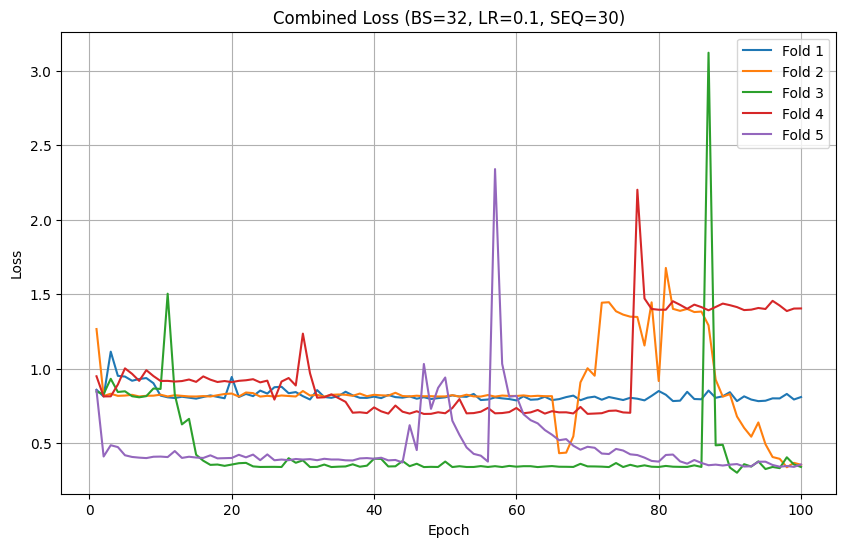 Combined Loss (BS=32, LR=0.1, SEQ=30)
Fold 1
Fold 2
Fold 3
Fold 4
Fold 5
Loss
3.0
2.5
2.0
1.5
1.0
0.5
0 20 40 60 80 100
Epoch